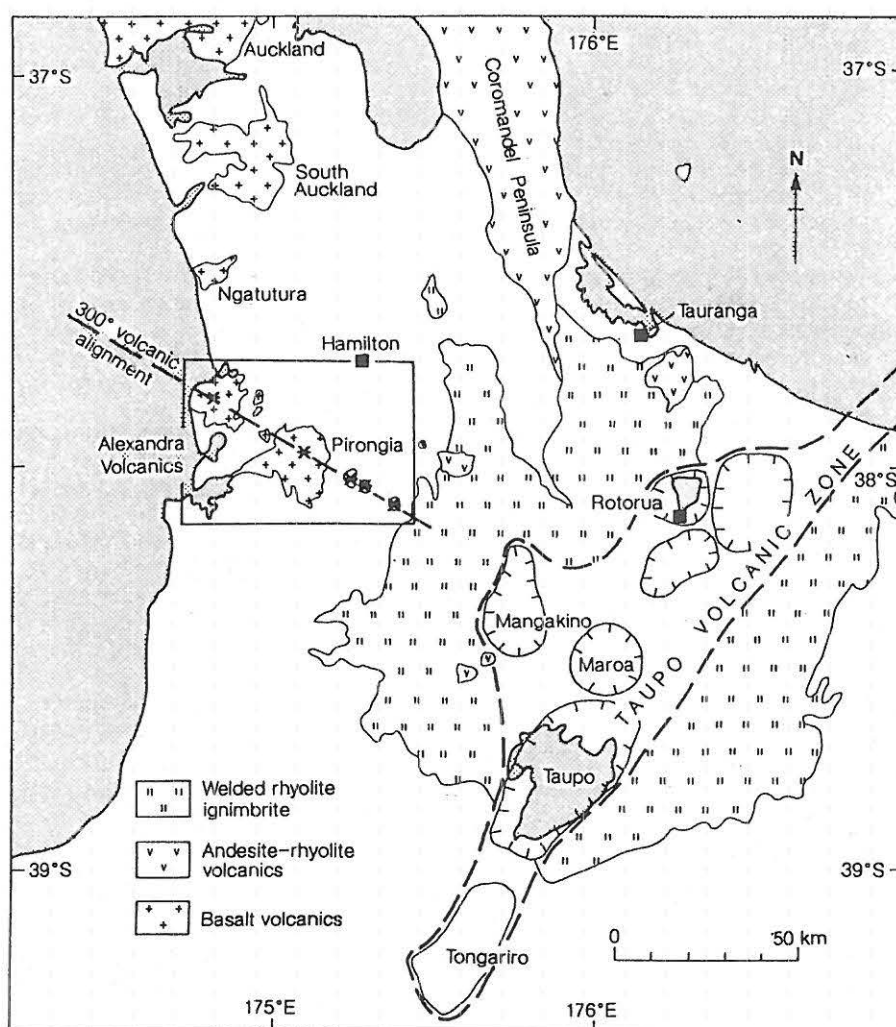 176°E
37°S
37°S
Auckland
Coromandel Peninsula
N
South
Auckland
Ngatutura
Tauranga
300° volcanic
alignment
Hamilton
Alexandra
Volcanics
Pirongia
38°S
Rotorua
Mangakino
Maroa
TAUPO VOLCANIC ZONE
Taupo
Welded rhyolite
ignimbrite
Andesite–rhyolite
volcanics
39°S
39°S
Basalt volcanics
0 50 km
Tongariro
175°E
176°E